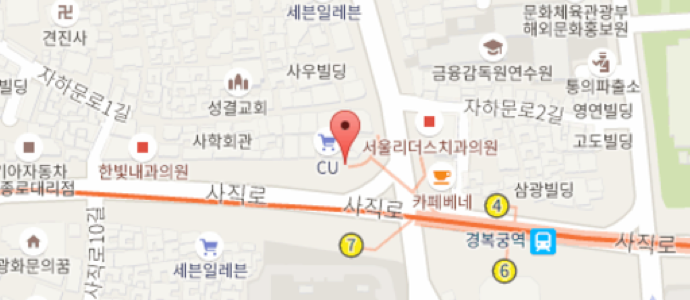 세븐일레븐
문화체육관광부
해외문화홍보원
견진사
사우빌딩
금융감독원연수원
통의파출소
빌딩
자하문로1길
성결교회
자하문로2길
영연빌딩
사학회관
고도빌딩
CU
서울리더스치과의원
기아자동차
종로대리점
한빛내과의원
사직로
사직로
카페베네
삼광빌딩
4
경복궁역
사직로
7
6
사직로10길
광화문의꿈
세븐일레븐